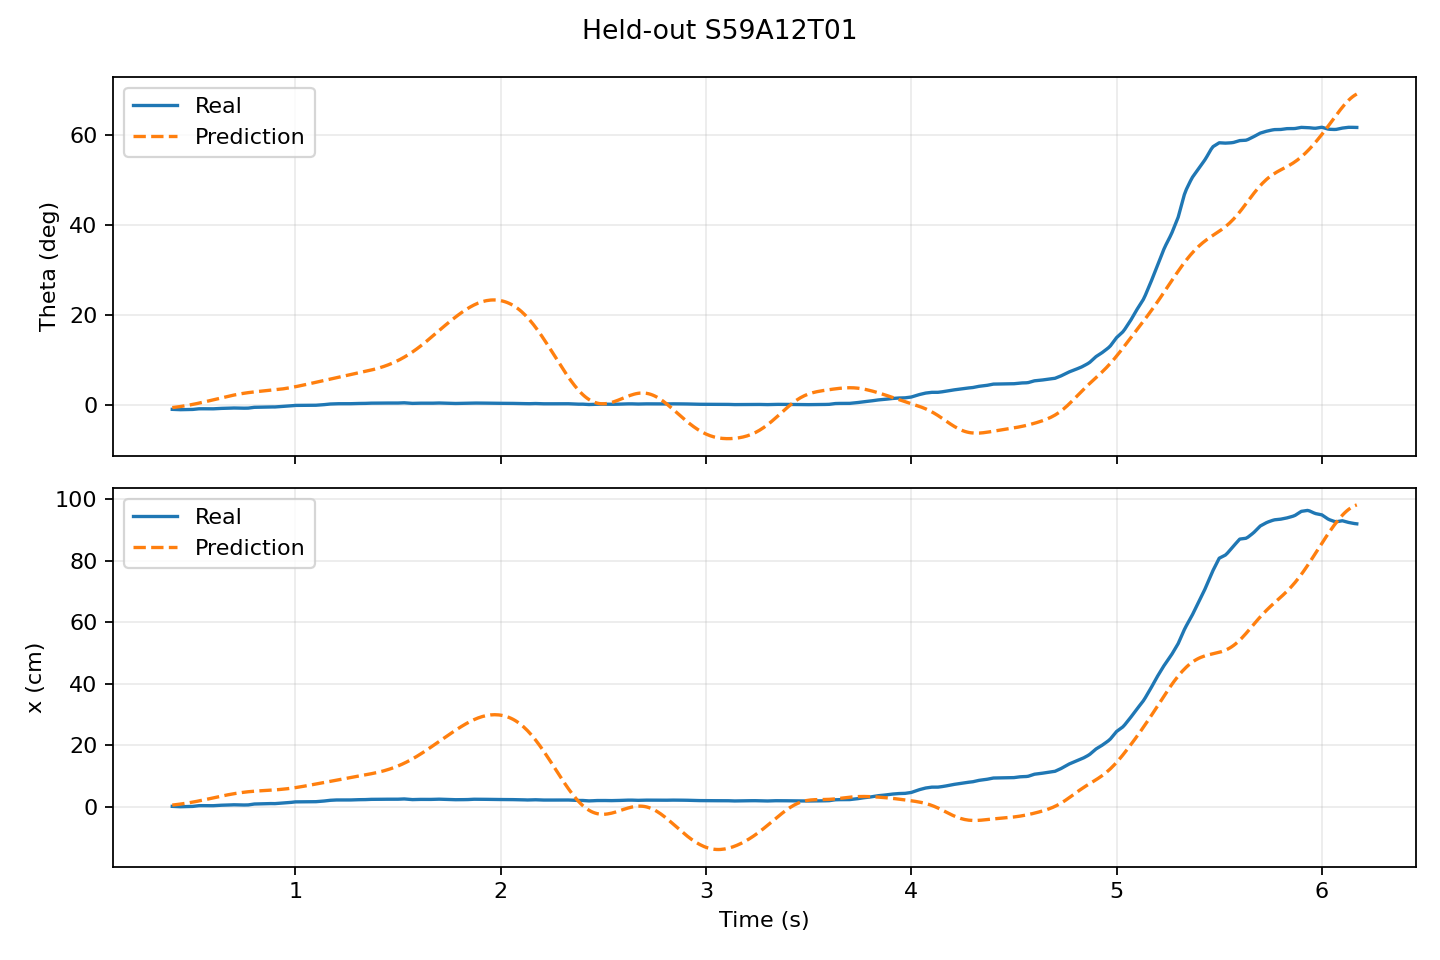 Held-out S59A12T01
Real
Prediction
Theta (deg)
60
40
20
0
Real
Prediction
x (cm)
100
80
60
40
20
0
1 2 3 4 5 6
Time (s)